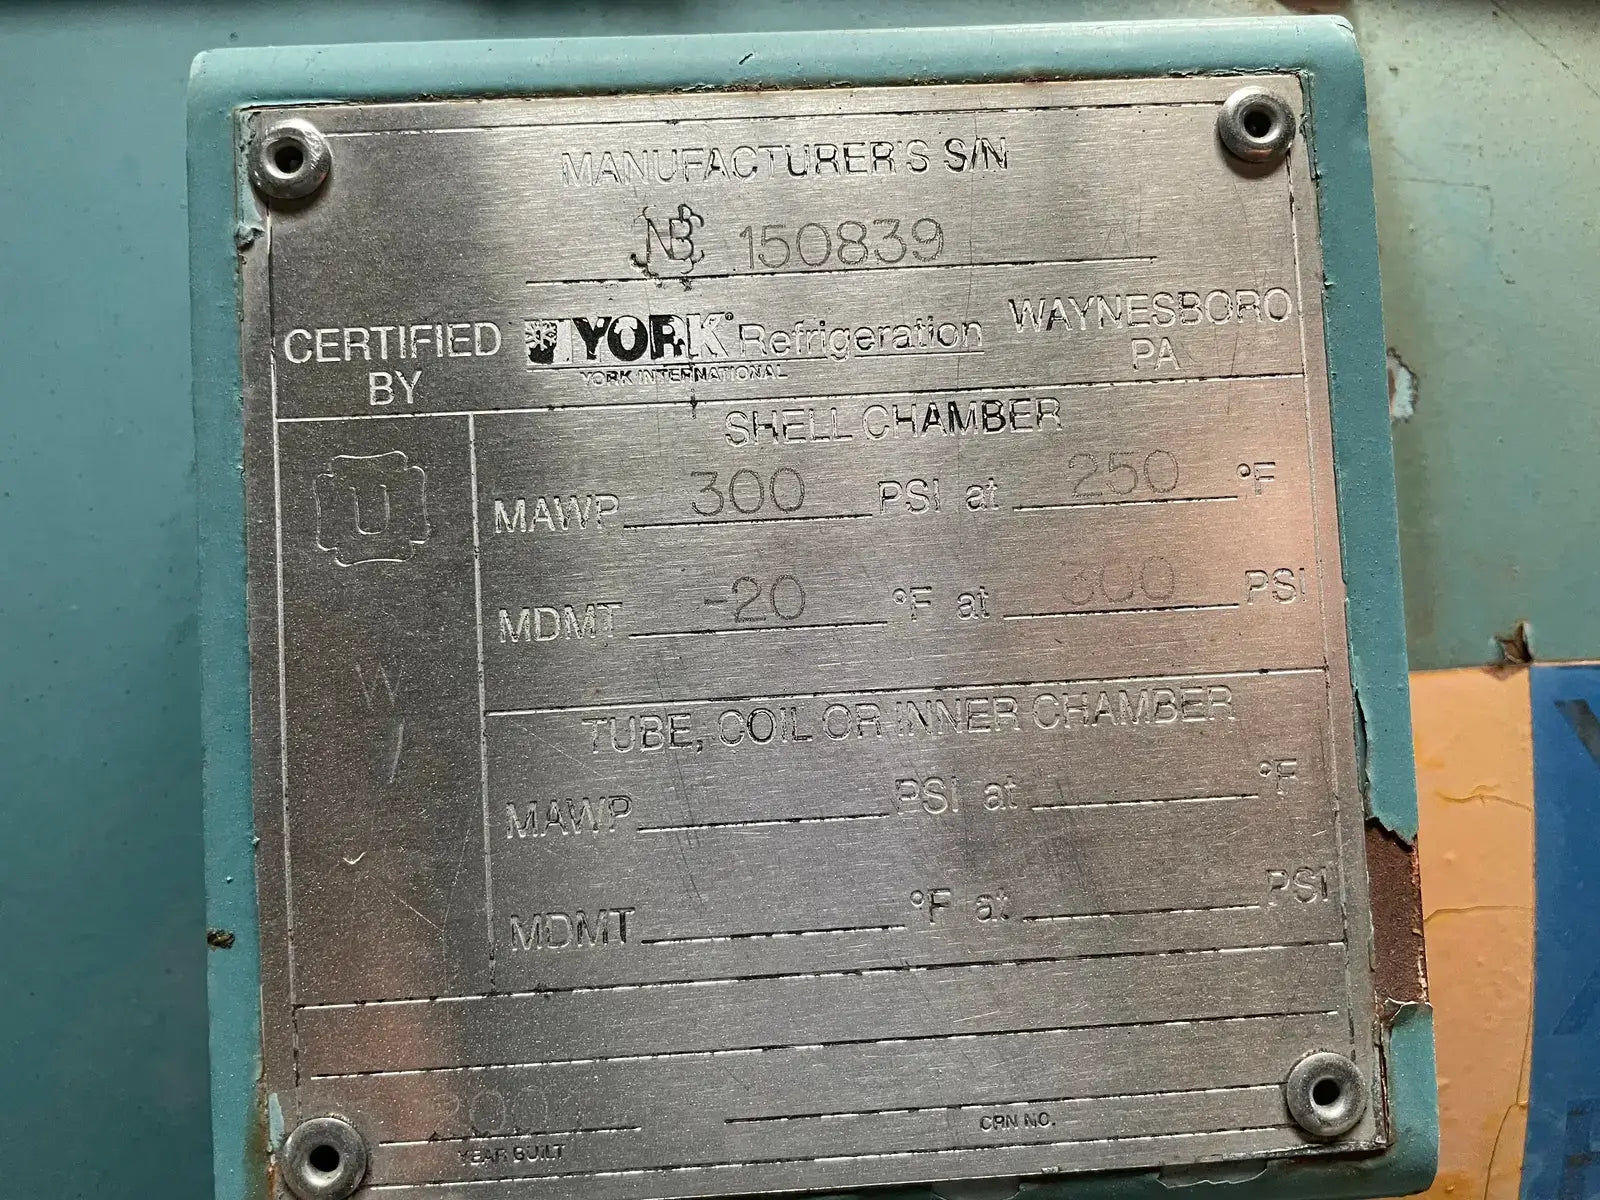 MANUFACTURER'S S/N
NB 150839
CERTIFIED BY
YORK Refrigeration
YORK INTERNATIONAL
WAYNESBORO PA
SHELL CHAMBER
U
MAWP 300 PSI at 250 °F
MDMT -20 °F at 300 PSI
W
TUBE, COIL OR INNER CHAMBER
MAWP PSI at °F
MDMT °F at PSI
YEAR BUILT
CRN NO.